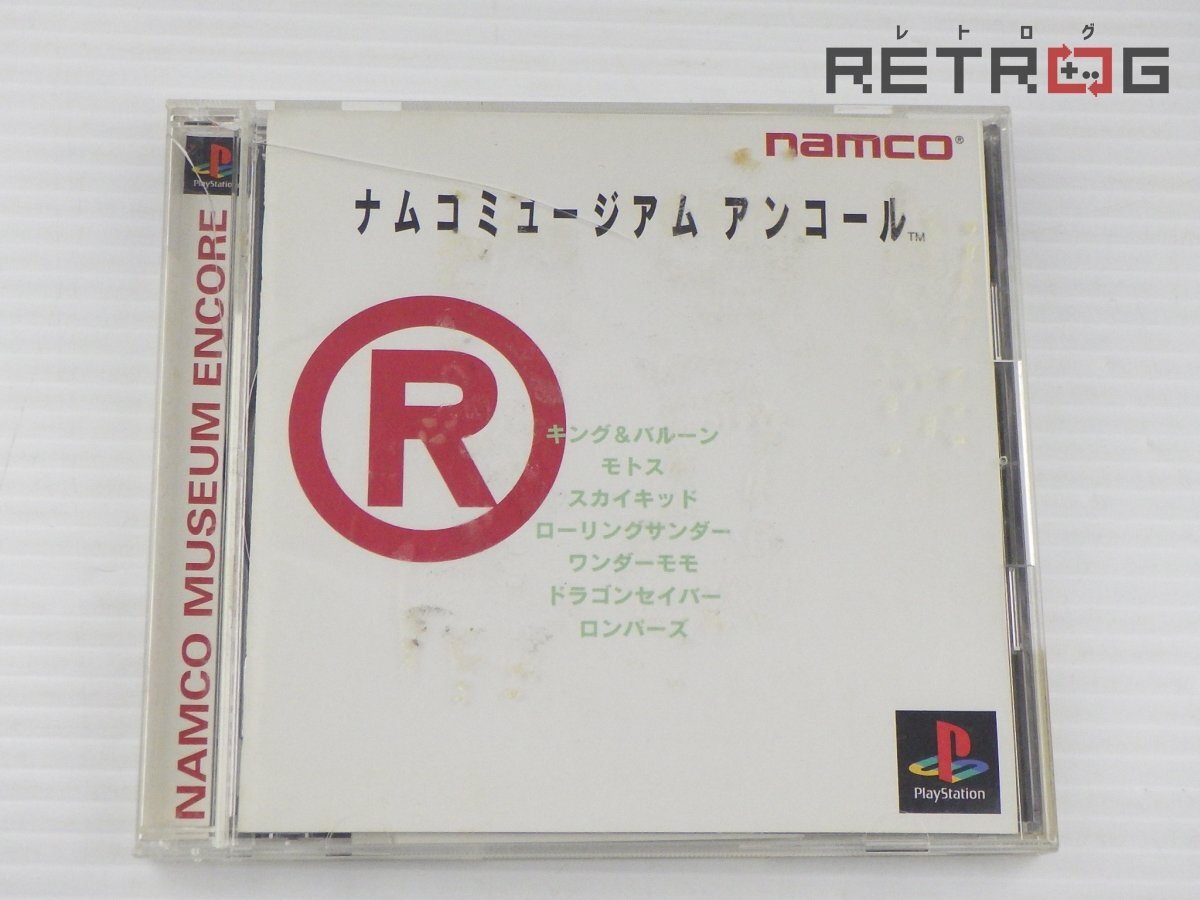 レトログ
RETROG
namco®
ナムコミュージアム アンコール™
R
キング&バルーン
モトス
スカイキッド
ローリングサンダー
ワンダーモモ
ドラゴンセイバー
ロンパーズ
PlayStation
PlayStation
NAMCO MUSEUM ENCORE